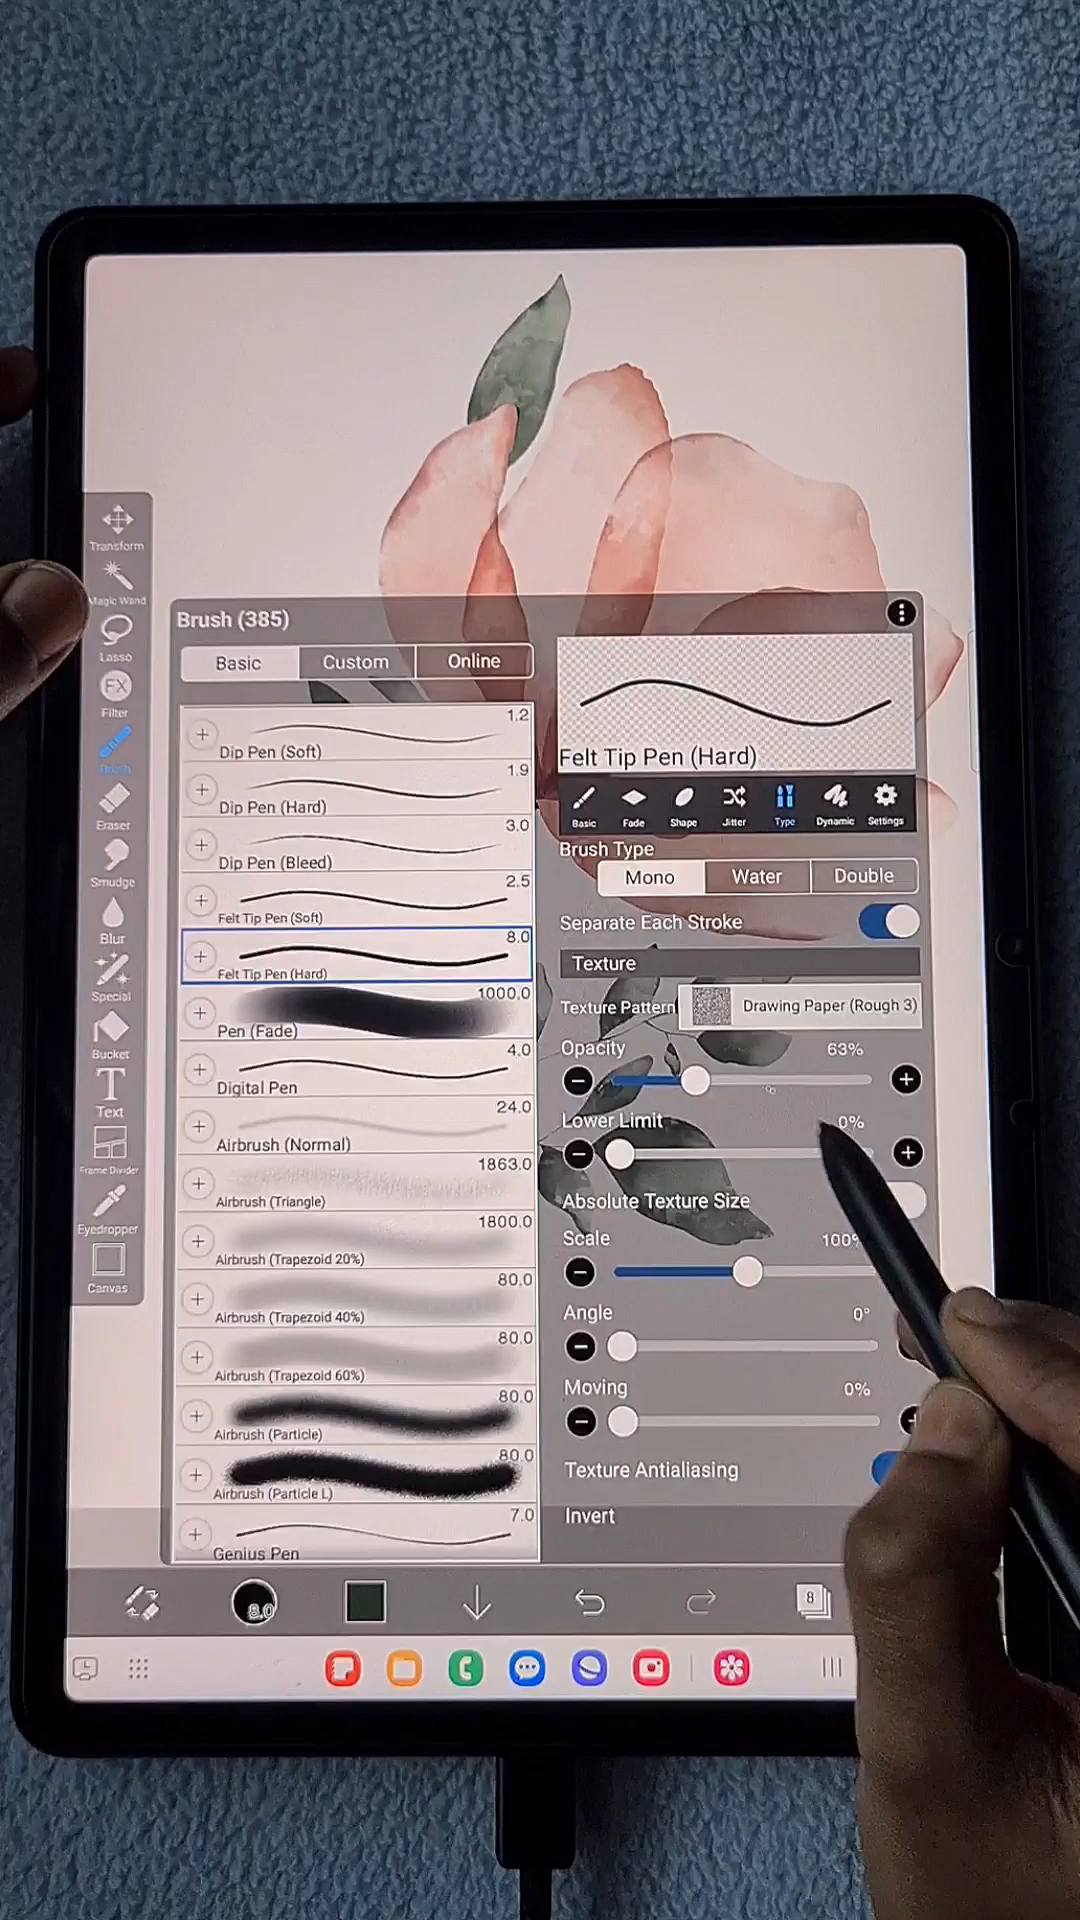 Transform
Magic Wand
Lasso
FX
Filter
Brush
Eraser
Smudge
Blur
Special
Bucket
T
Text
Frame Divider
Eyedropper
Canvas
Brush (385)
Basic
Custom
Online
1.2
Dip Pen (Soft)
1.9
Dip Pen (Hard)
3.0
Dip Pen (Bleed)
2.5
Felt Tip Pen (Soft)
8.0
Felt Tip Pen (Hard)
1000.0
Pen (Fade)
4.0
Digital Pen
24.0
Airbrush (Normal)
1863.0
Airbrush (Triangle)
1800.0
Airbrush (Trapezoid 20%)
80.0
Airbrush (Trapezoid 40%)
80.0
Airbrush (Trapezoid 60%)
80.0
Airbrush (Particle)
80.0
Airbrush (Particle L)
7.0
Genius Pen
Felt Tip Pen (Hard)
Basic
Fade
Shape
Jitter
Type
Dynamic
Settings
Brush Type
Mono
Water
Double
Separate Each Stroke
Texture
Texture Pattern
Drawing Paper (Rough 3)
Opacity 63%
Lower Limit 0%
Absolute Texture Size
Scale 100%
Angle 0°
Moving 0%
Texture Antialiasing
Invert
8.0
8